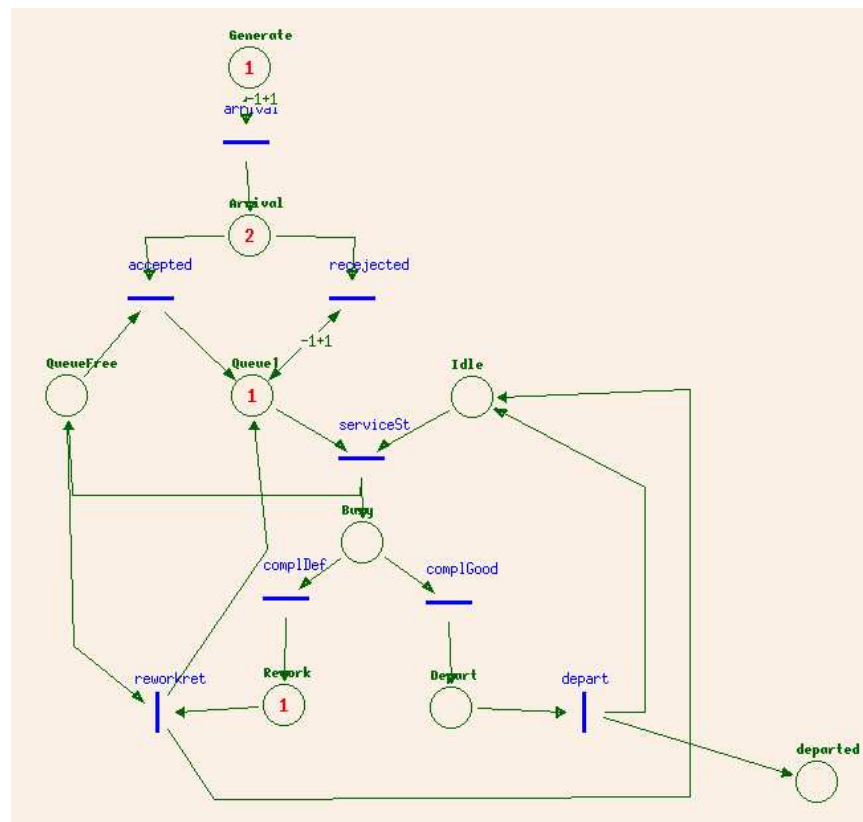 Generate
1
-1+1
arrival
Arrival
2
accepted
recejected
-1+1
QueueFree
Queue1
Idle
1
serviceSt
Busy
complDef
complGood
reworkret
Rework
Depart
depart
1
departed